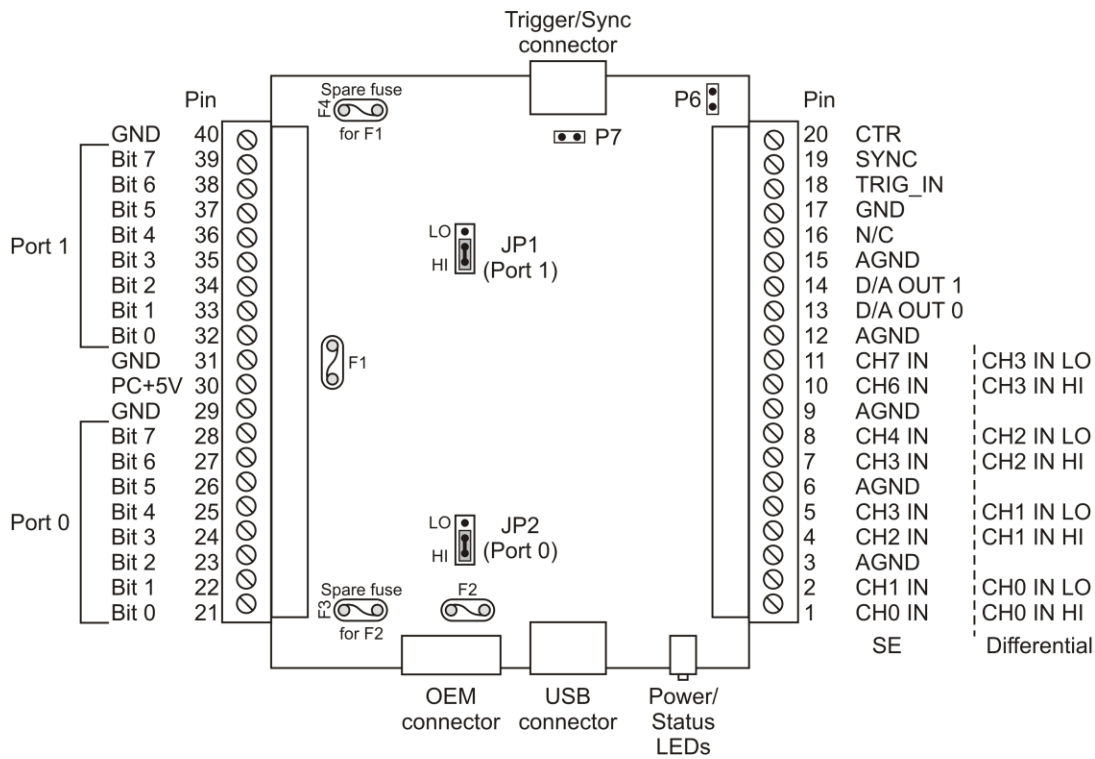 Trigger/Sync
connector
Pin
Spare fuse
F4
for F1
P6
Pin
P7
GND 40
Bit 7 39
Bit 6 38
Bit 5 37
Bit 4 36
Bit 3 35
Bit 2 34
Bit 1 33
Bit 0 32
Port 1
GND 31
PC+5V 30
GND 29
Bit 7 28
Bit 6 27
Bit 5 26
Bit 4 25
Bit 3 24
Bit 2 23
Bit 1 22
Bit 0 21
Port 0
LO
HI
JP1
(Port 1)
F1
LO
HI
JP2
(Port 0)
Spare fuse
F3
for F2
F2
20 CTR
19 SYNC
18 TRIG_IN
17 GND
16 N/C
15 AGND
14 D/A OUT 1
13 D/A OUT 0
12 AGND
11 CH7 IN CH3 IN LO
10 CH6 IN CH3 IN HI
9 AGND
8 CH4 IN CH2 IN LO
7 CH3 IN CH2 IN HI
6 AGND
5 CH3 IN CH1 IN LO
4 CH2 IN CH1 IN HI
3 AGND
2 CH1 IN CH0 IN LO
1 CH0 IN CH0 IN HI
SE Differential
OEM
connector
USB
connector
Power/
Status
LEDs